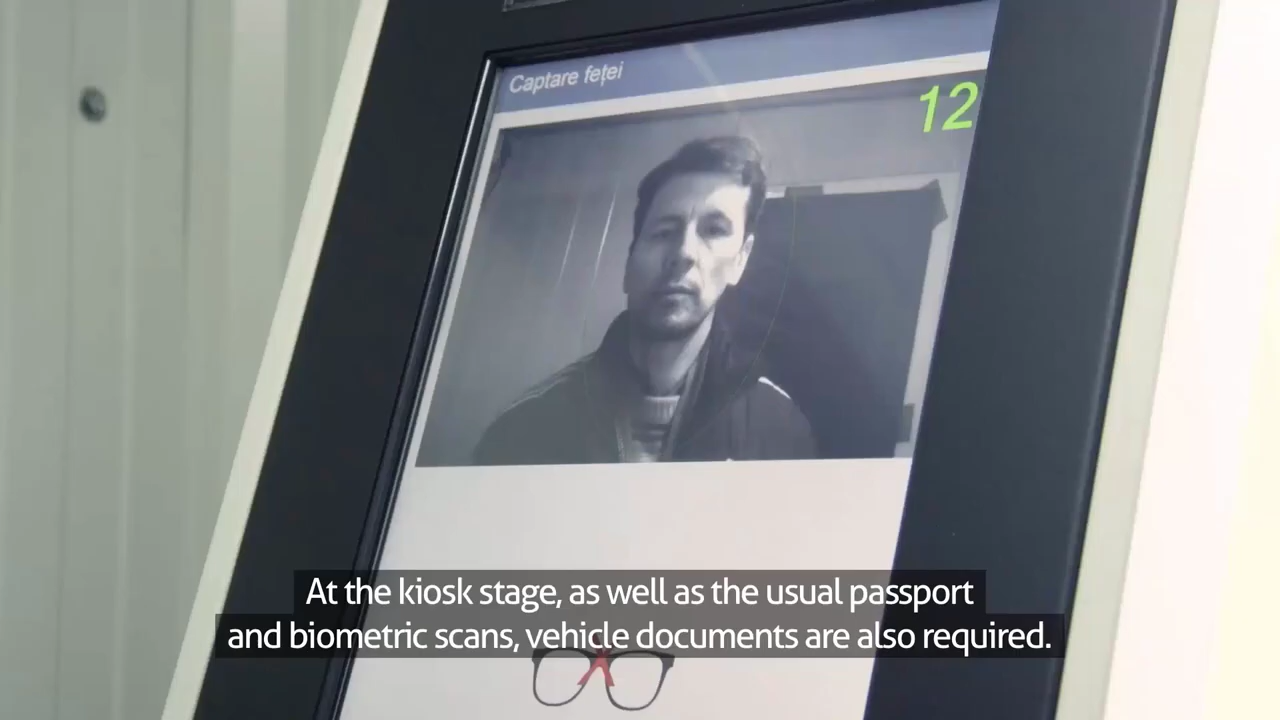 Captare feței
12
At the kiosk stage, as well as the usual passport
and biometric scans, vehicle documents are also required.